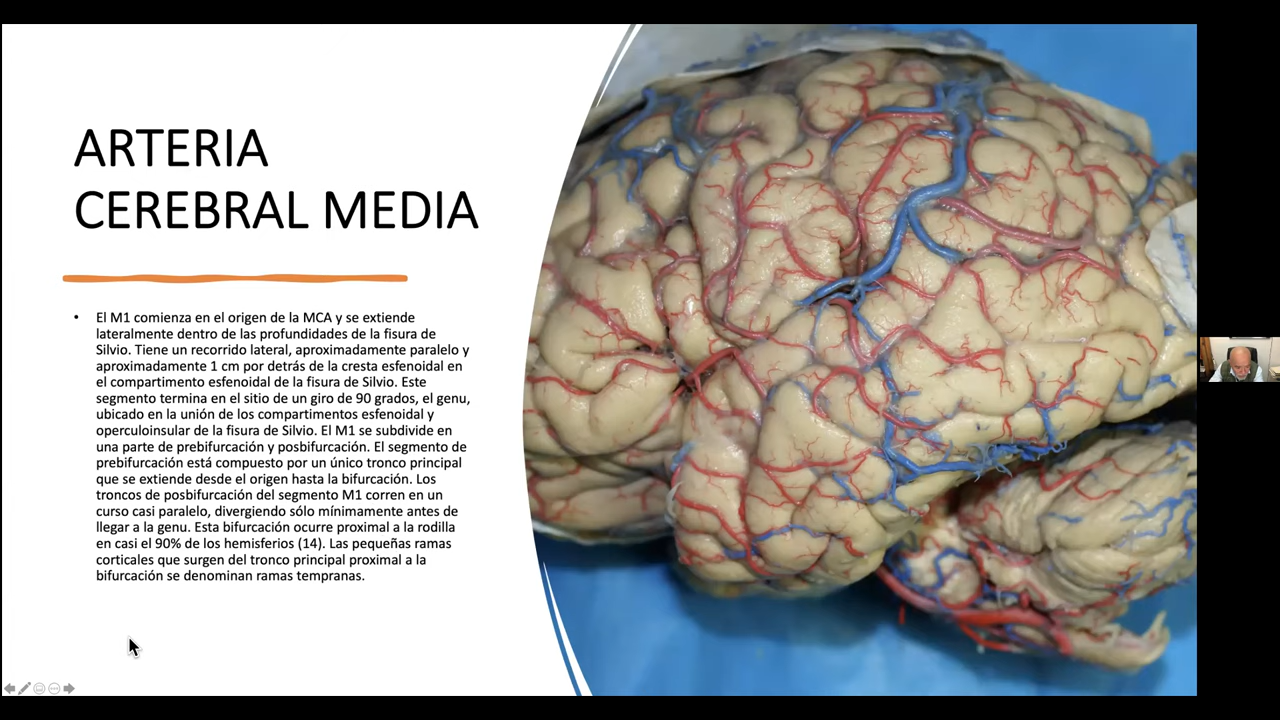 ARTERIA
CEREBRAL MEDIA
• El M1 comienza en el origen de la MCA y se extiende
lateralmente dentro de las profundidades de la fisura de
Silvio. Tiene un recorrido lateral, aproximadamente paralelo y
aproximadamente 1 cm por detrás de la cresta esfenoidal en
el compartimento esfenoidal de la fisura de Silvio. Este
segmento termina en el sitio de un giro de 90 grados, el genu,
ubicado en la unión de los compartimentos esfenoidal y
operculoinsular de la fisura de Silvio. El M1 se subdivide en
una parte de prebifurcación y posbifurcación. El segmento de
prebifurcación está compuesto por un único tronco principal
que se extiende desde el origen hasta la bifurcación. Los
troncos de posbifurcación del segmento M1 corren en un
curso casi paralelo, divergiendo sólo mínimamente antes de
llegar a la genu. Esta bifurcación ocurre proximal a la rodilla
en casi el 90% de los hemisferios (14). Las pequeñas ramas
corticales que surgen del tronco principal proximal a la
bifurcación se denominan ramas tempranas.